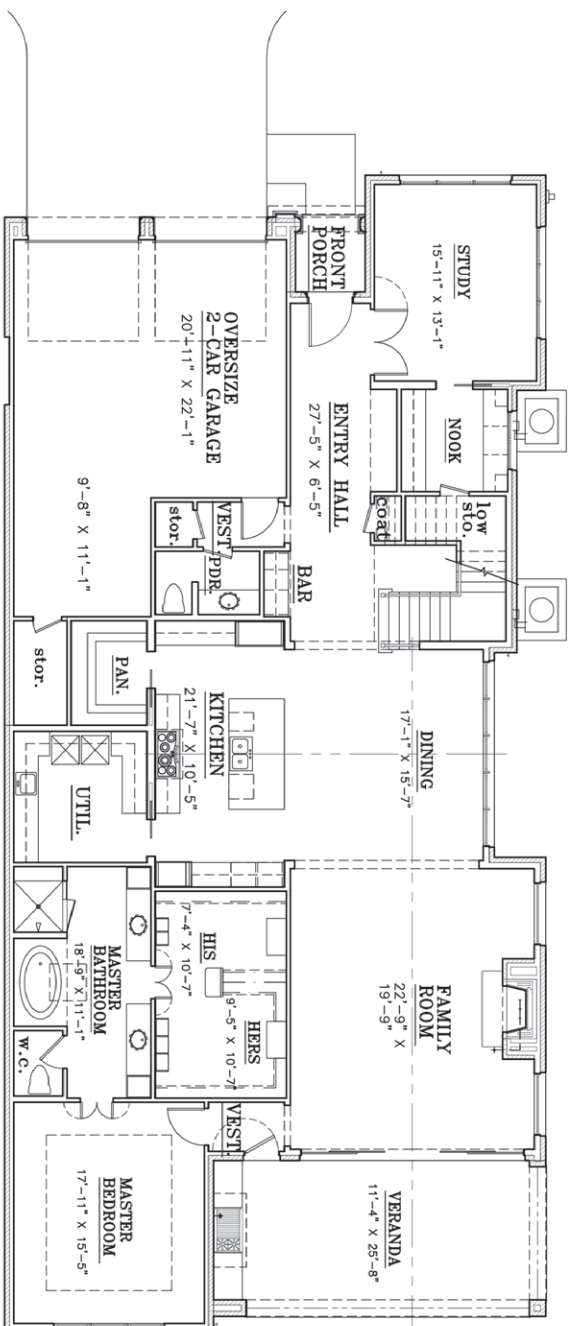 STUDY
15'-11" X 13'-1"
FRONT
PORCH
OVERSIZE
2-CAR GARAGE
20'-11" X 22'-1"
9'-8" X 11'-1"
ENTRY HALL
27'-5" X 6'-5"
NOOK
low
sto.
coat
VEST.
stor.
PDR.
BAR
stor.
PAN.
KITCHEN
21'-7" X 10'-5"
DINING
17'-1" X 15'-7"
UTIL.
FAMILY
ROOM
22'-9" X
19'-9"
HIS
7'-4" X 10'-7"
HERS
9'-5" X 10'-7"
MASTER
BATHROOM
18'-9" X 11'-1"
w.c.
VEST.
MASTER
BEDROOM
17'-11" X 15'-5"
VERANDA
11'-4" X 25'-8"